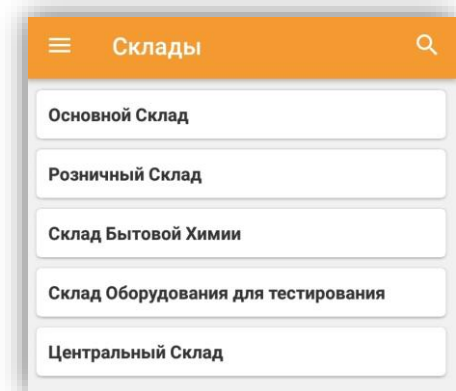 Склады
Основной Склад
Розничный Склад
Склад Бытовой Химии
Склад Оборудования для тестирования
Центральный Склад